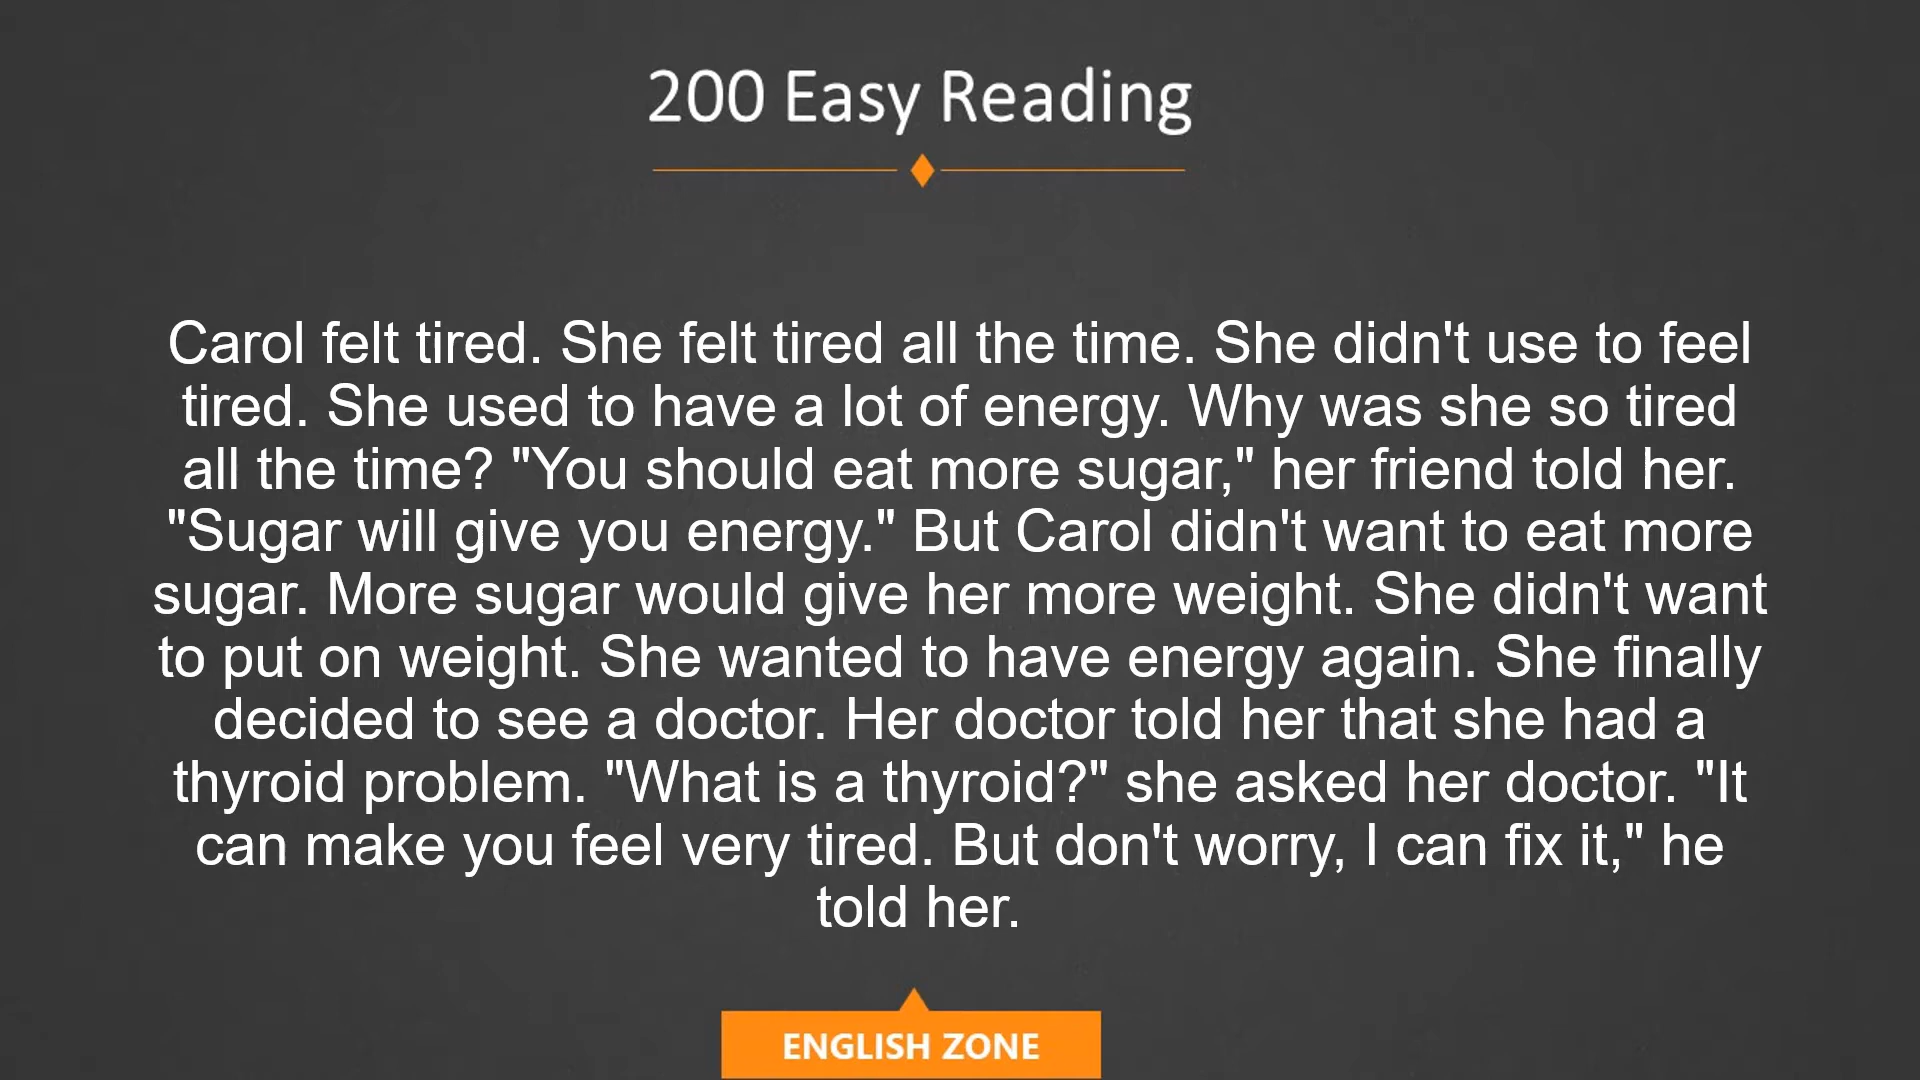 200 Easy Reading
Carol felt tired. She felt tired all the time. She didn't use to feel
tired. She used to have a lot of energy. Why was she so tired
all the time? "You should eat more sugar," her friend told her.
"Sugar will give you energy." But Carol didn't want to eat more
sugar. More sugar would give her more weight. She didn't want
to put on weight. She wanted to have energy again. She finally
decided to see a doctor. Her doctor told her that she had a
thyroid problem. "What is a thyroid?" she asked her doctor. "It
can make you feel very tired. But don't worry, I can fix it," he
told her.
ENGLISH ZONE